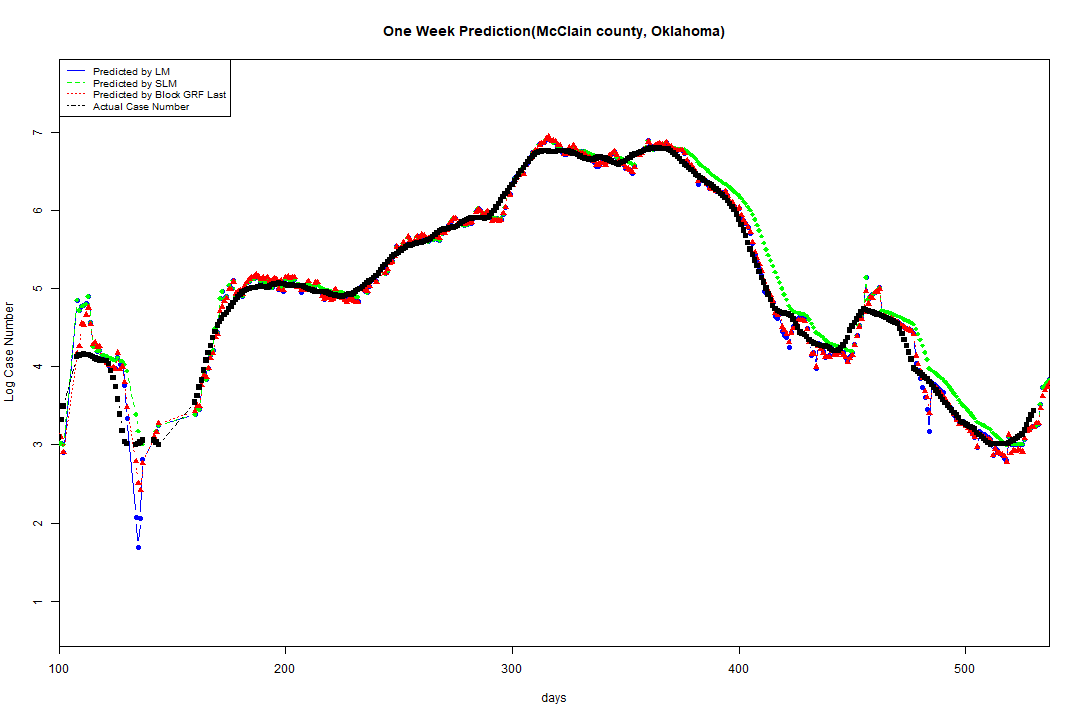 One Week Prediction(McClain county, Oklahoma)
Predicted by LM
Predicted by SLM
Predicted by Block GRF Last
Actual Case Number
7
6
5
4
3
2
1
Log Case Number
100 200 300 400 500
days